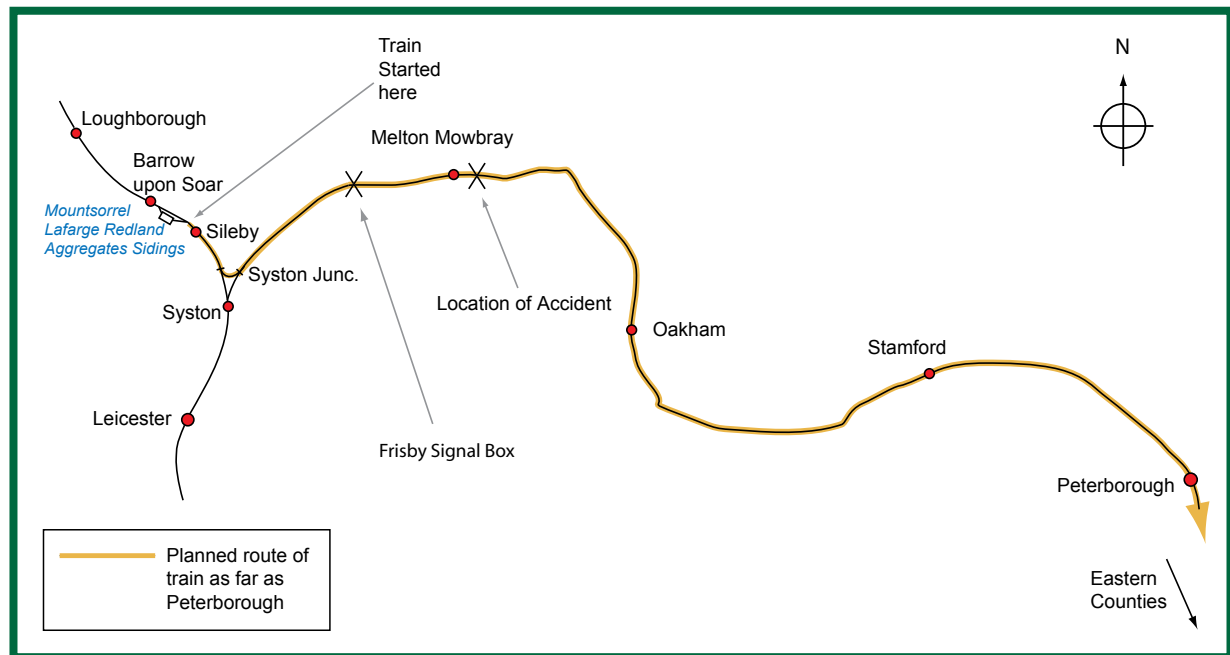 Train
Started
here
N
Loughborough
Melton Mowbray
Barrow
upon Soar
Mountsorrel
Lafarge Redland
Aggregates Sidings
Sileby
Syston Junc.
Location of Accident
Syston
Oakham
Stamford
Leicester
Frisby Signal Box
Peterborough
Planned route of
train as far as
Peterborough
Eastern
Counties